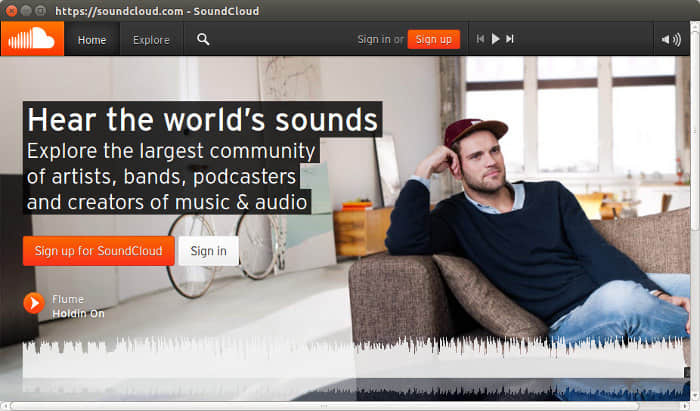 https://soundcloud.com - SoundCloud
Home
Explore
Sign in or Sign up
Hear the world's sounds
Explore the largest community
of artists, bands, podcasters
and creators of music & audio
Sign up for SoundCloud
Sign in
Flume
Holdin On